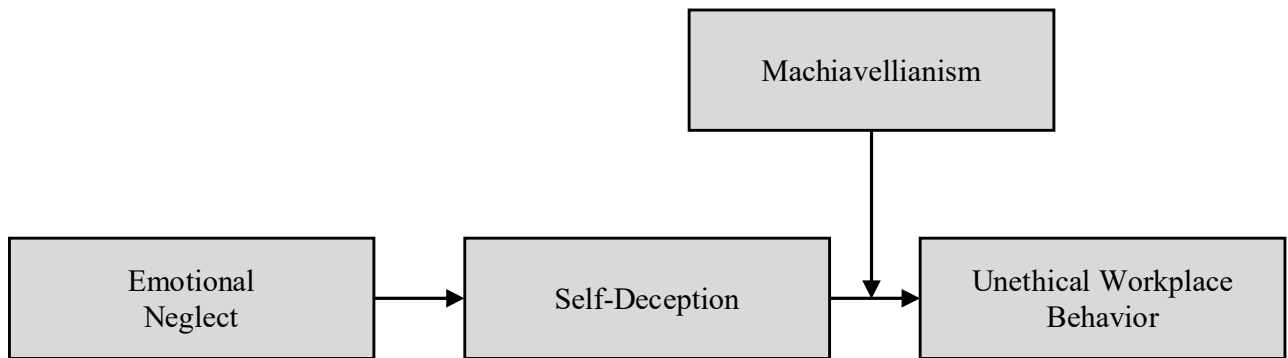 Machiavellianism
Emotional
Neglect
Self-Deception
Unethical Workplace
Behavior